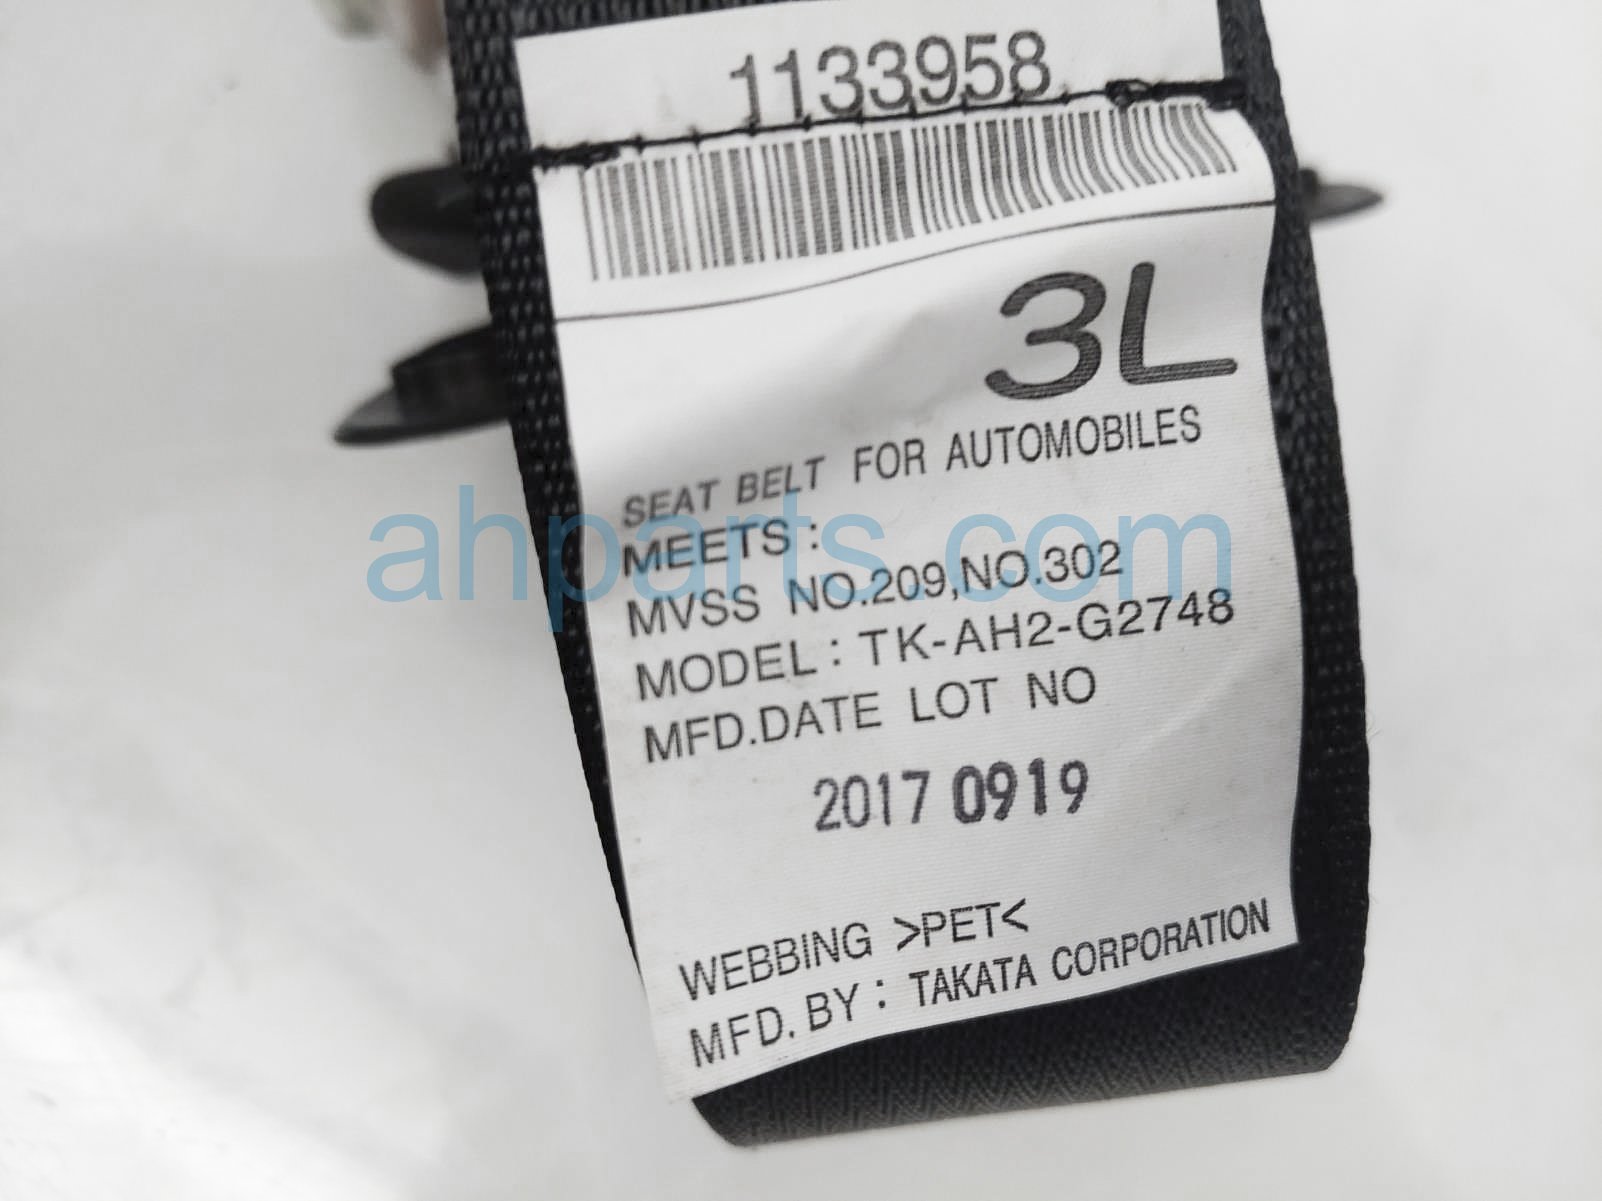 1133958
3L
SEAT BELT FOR AUTOMOBILES
MEETS :
MVSS NO.209,NO.302
MODEL : TK-AH2-G2748
MFD.DATE LOT NO
2017 0919
WEBBING >PET<
MFD. BY : TAKATA CORPORATION
ahparts.com